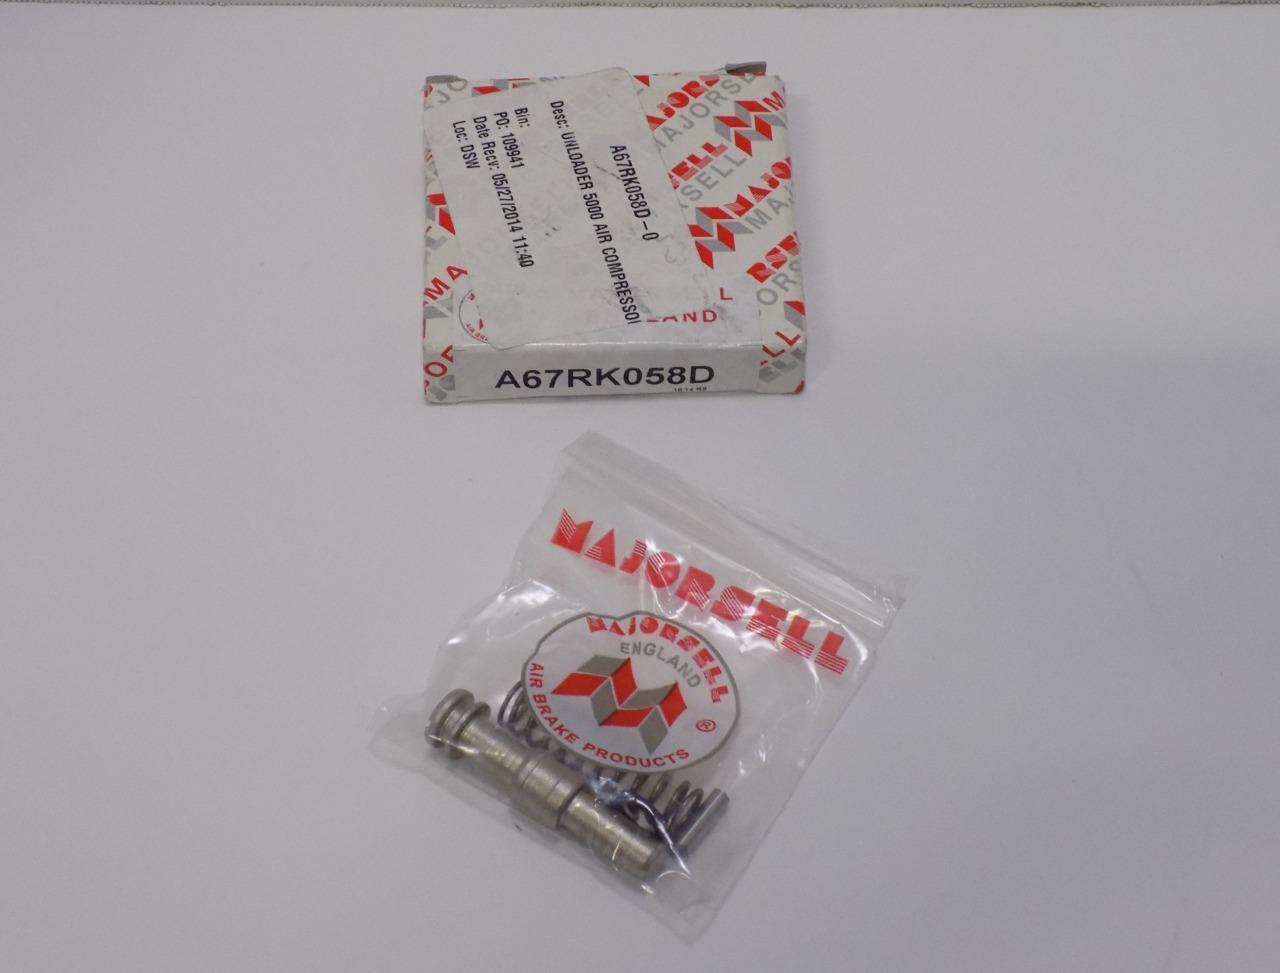 A67RK058D-0
Desc: UNLOADER 5000 AIR COMPRESSOI
Bin:
PO: 109941
Date Recv: 05/27/2014 11:40
Loc: DSW
MAJORSELL
A67RK058D
MAJORSELL
MAJORSELL
ENGLAND
AIR BRAKE PRODUCTS
®